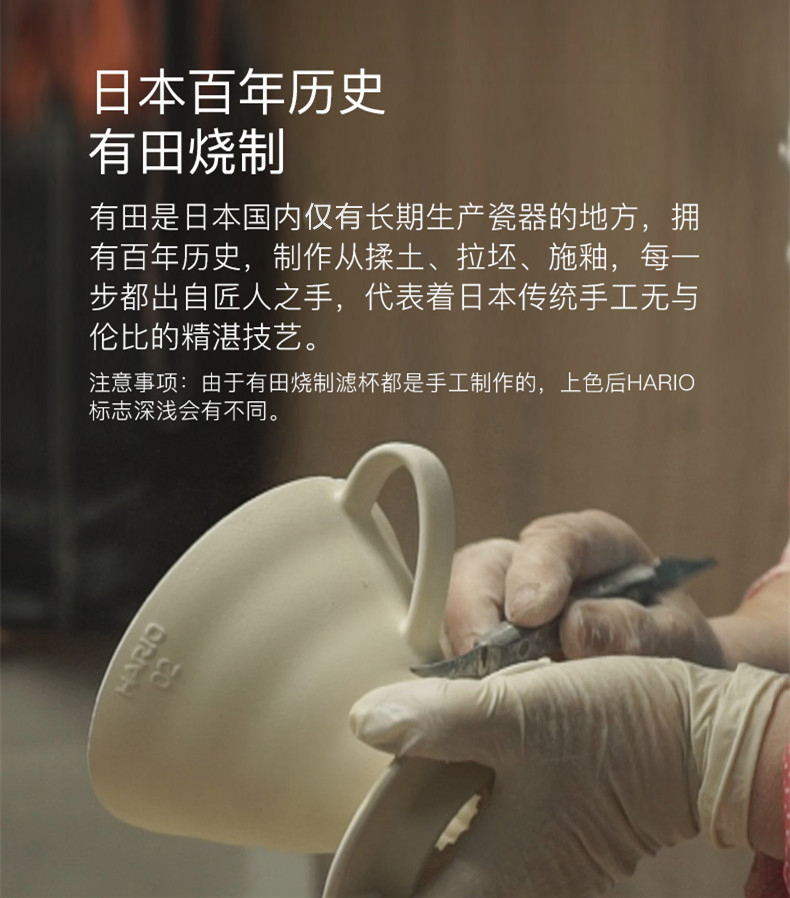 日本百年历史
有田烧制
有田是日本国内仅有长期生产瓷器的地方，拥
有百年历史，制作从揉土、拉坯、施釉，每一
步都出自匠人之手，代表着日本传统手工无与
伦比的精湛技艺。
注意事项：由于有田烧制滤杯都是手工制作的，上色后HARIO
标志深浅会有不同。
HARIO
02